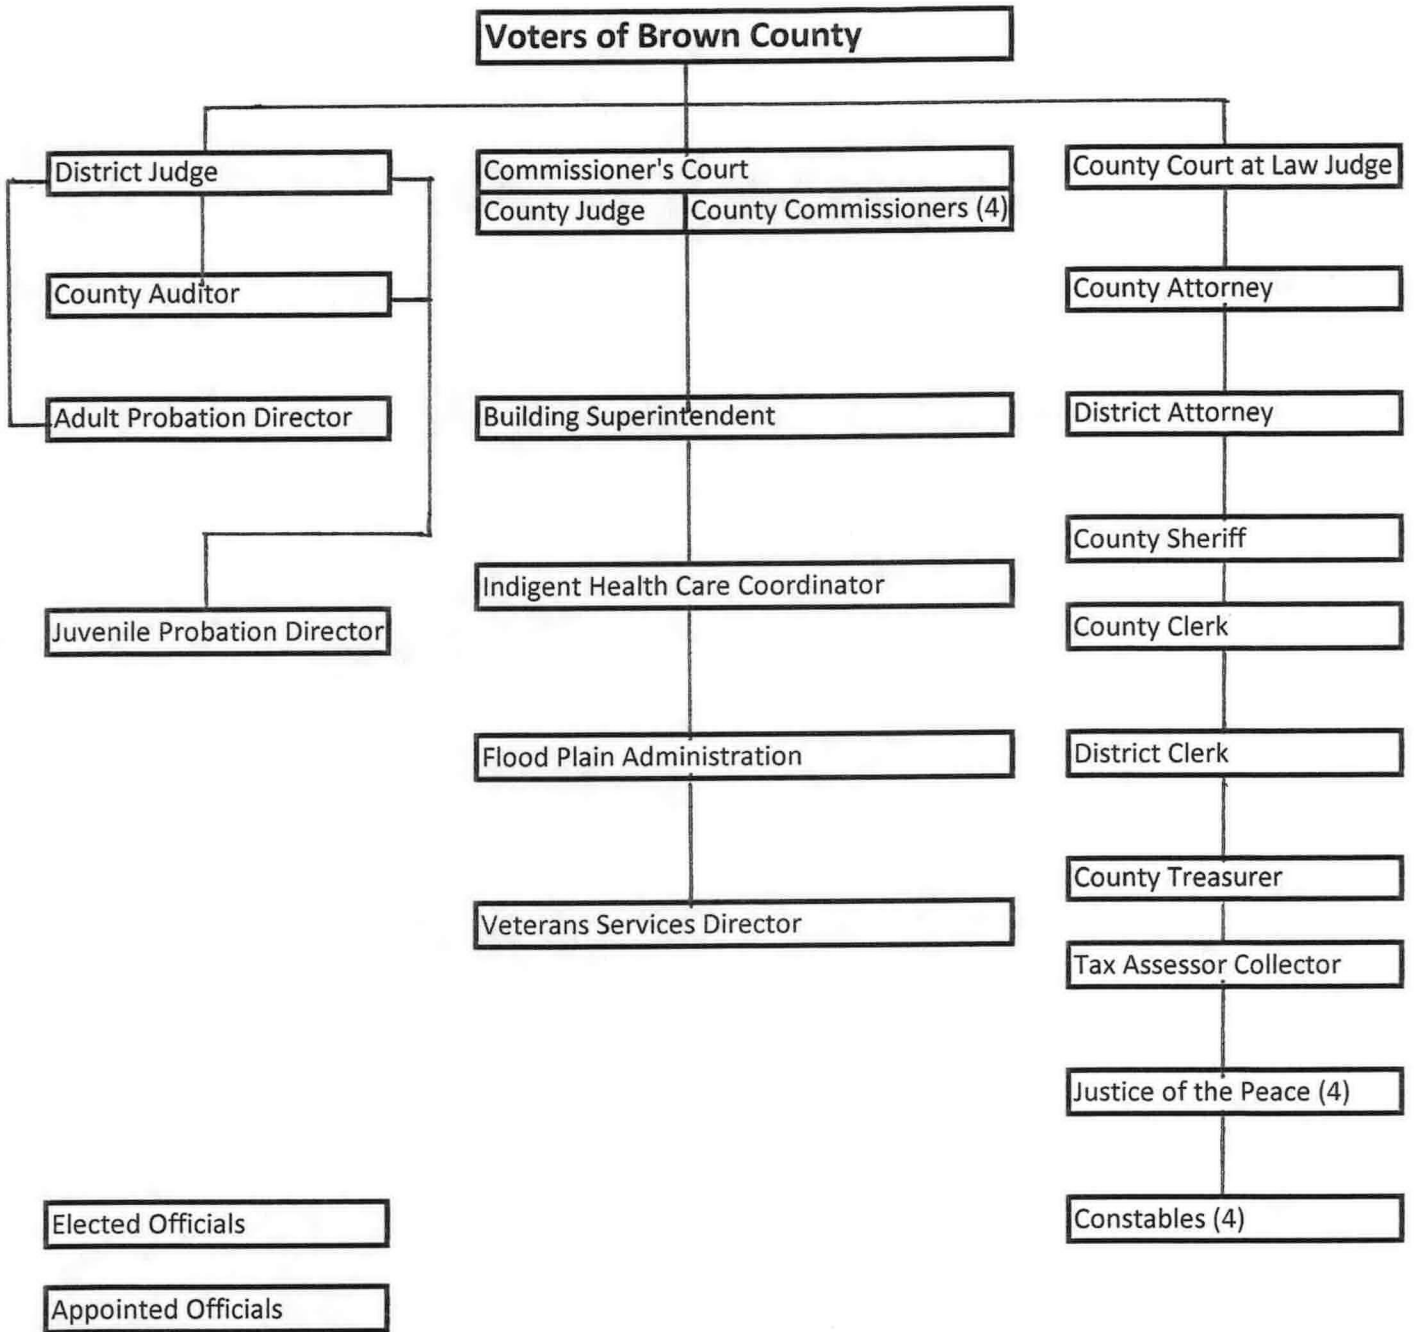 Voters of Brown County
District Judge
County Auditor
Adult Probation Director
Juvenile Probation Director
Commissioner's Court
County Judge
County Commissioners (4)
Building Superintendent
Indigent Health Care Coordinator
Flood Plain Administration
Veterans Services Director
County Court at Law Judge
County Attorney
District Attorney
County Sheriff
County Clerk
District Clerk
County Treasurer
Tax Assessor Collector
Justice of the Peace (4)
Constables (4)
Elected Officials
Appointed Officials